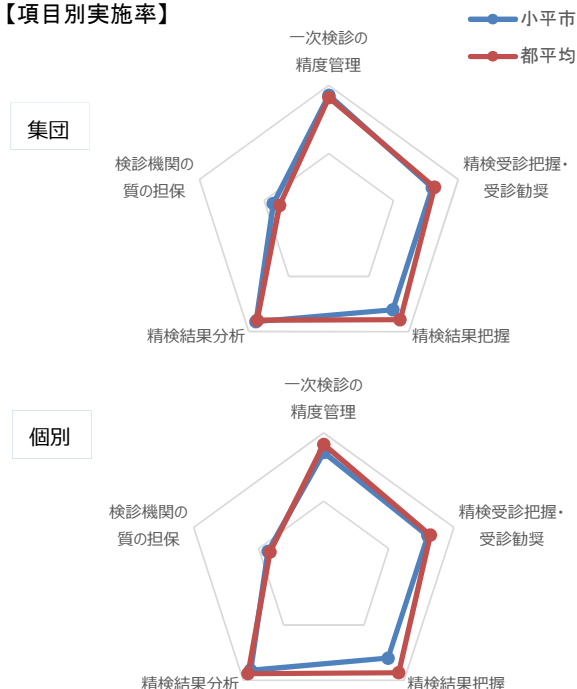 【項目別実施率】
小平市
都平均
集団
一次検診の
精度管理
精検受診把握・
受診勧奨
精検結果把握
精検結果分析
検診機関の
質の担保
個別
一次検診の
精度管理
精検受診把握・
受診勧奨
精検結果把握
精検結果分析
検診機関の
質の担保